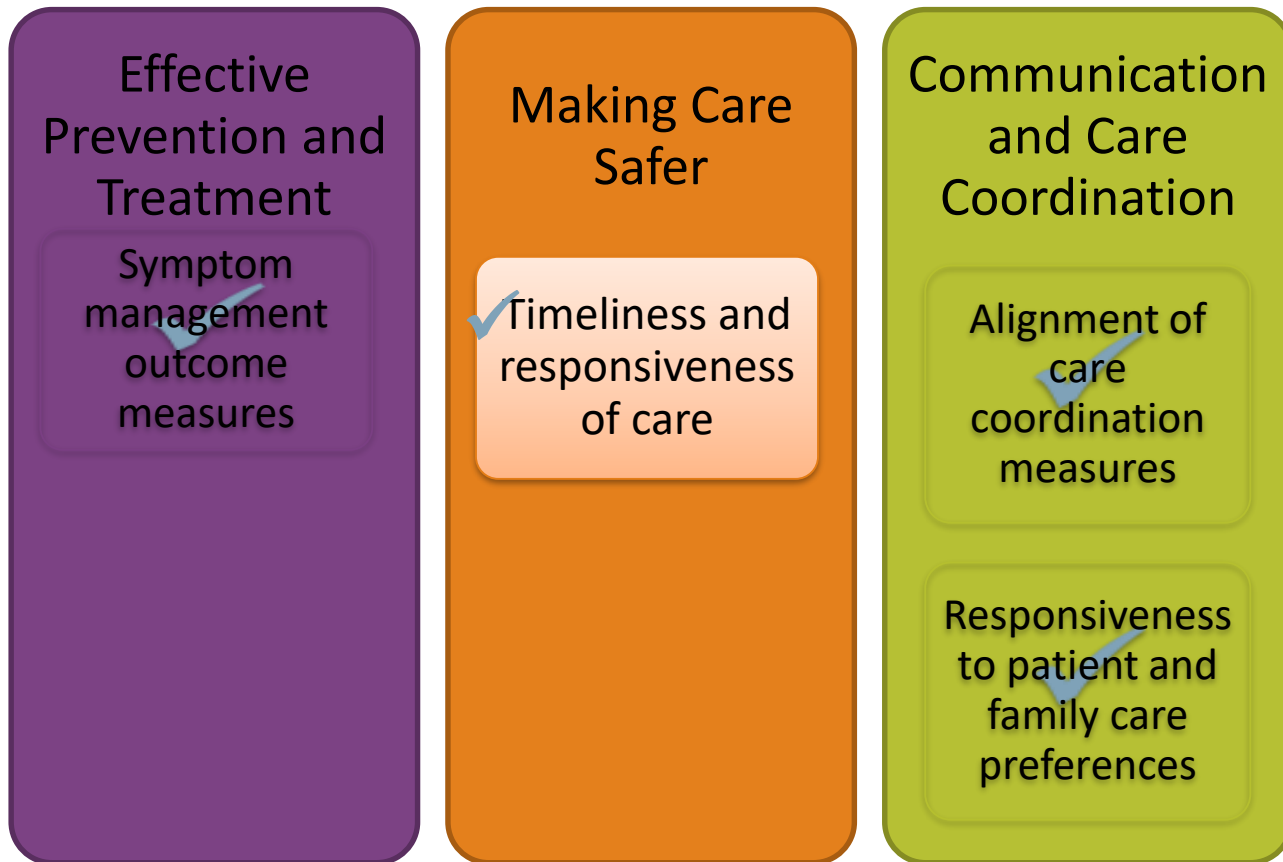 Effective
Prevention and
Treatment
Symptom
management
outcome
measures
Making Care
Safer
Timeliness and
responsiveness
of care
Communication
and Care
Coordination
Alignment of
care
coordination
measures
Responsiveness
to patient and
family care
preferences